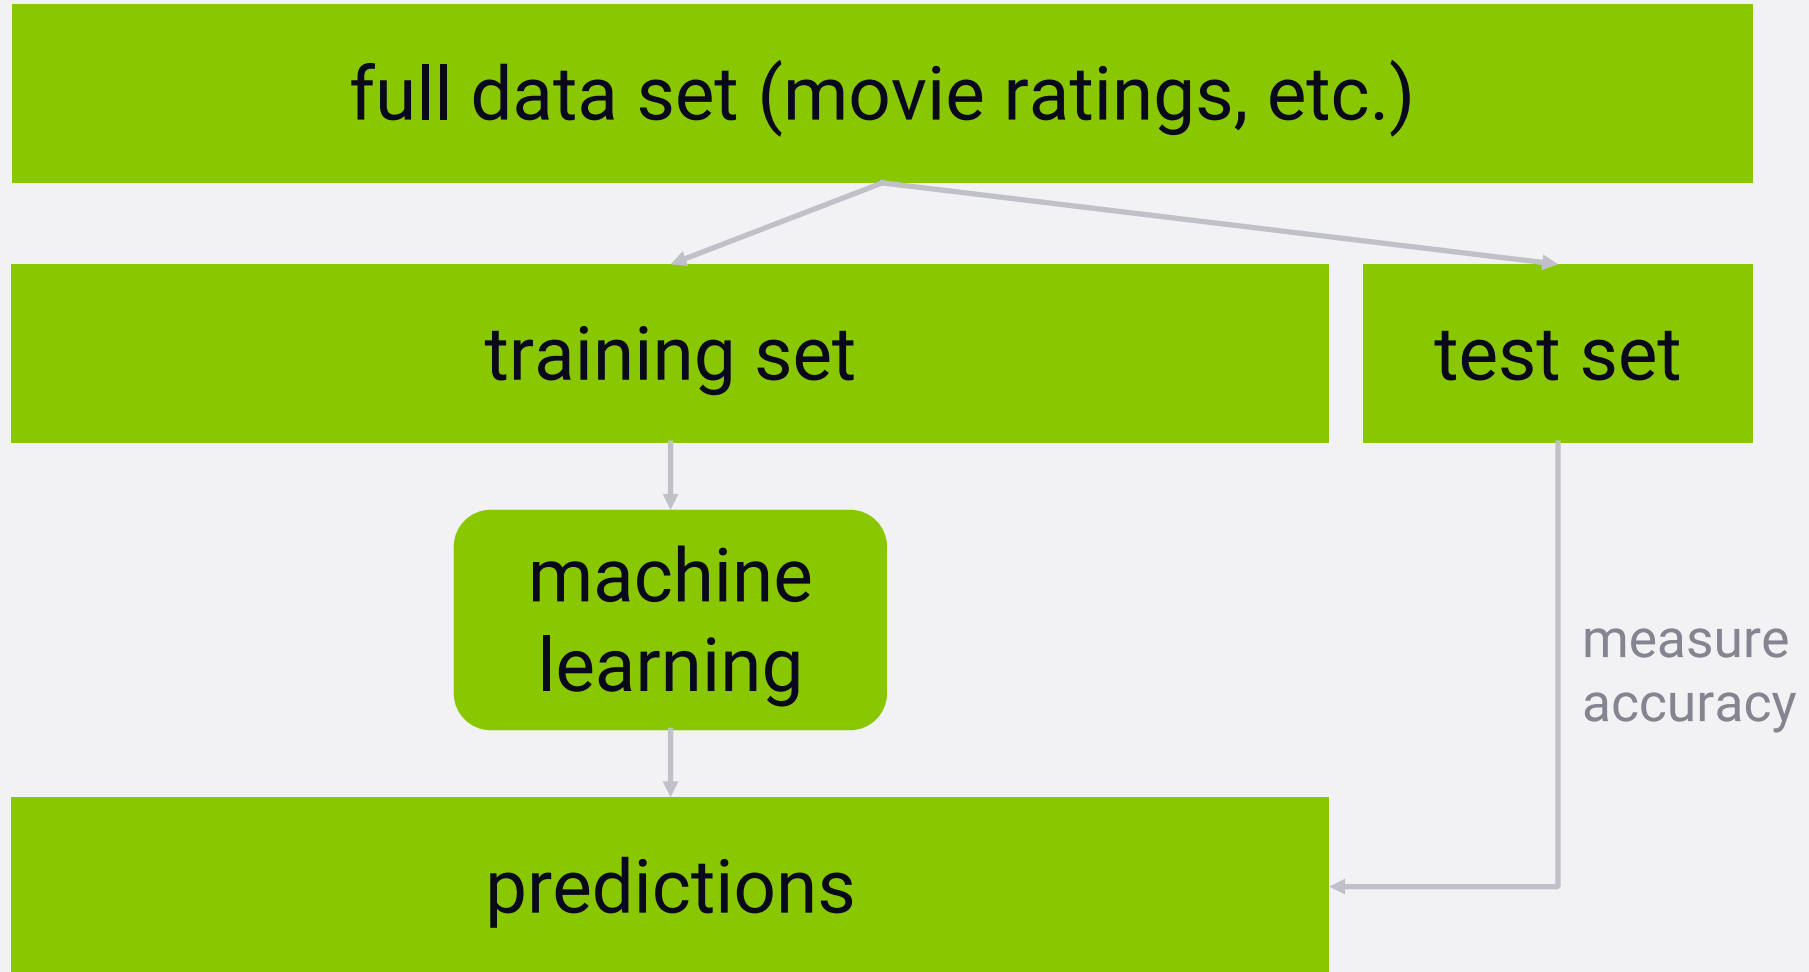 full data set (movie ratings, etc.)
training set
test set
machine
learning
measure
accuracy
predictions